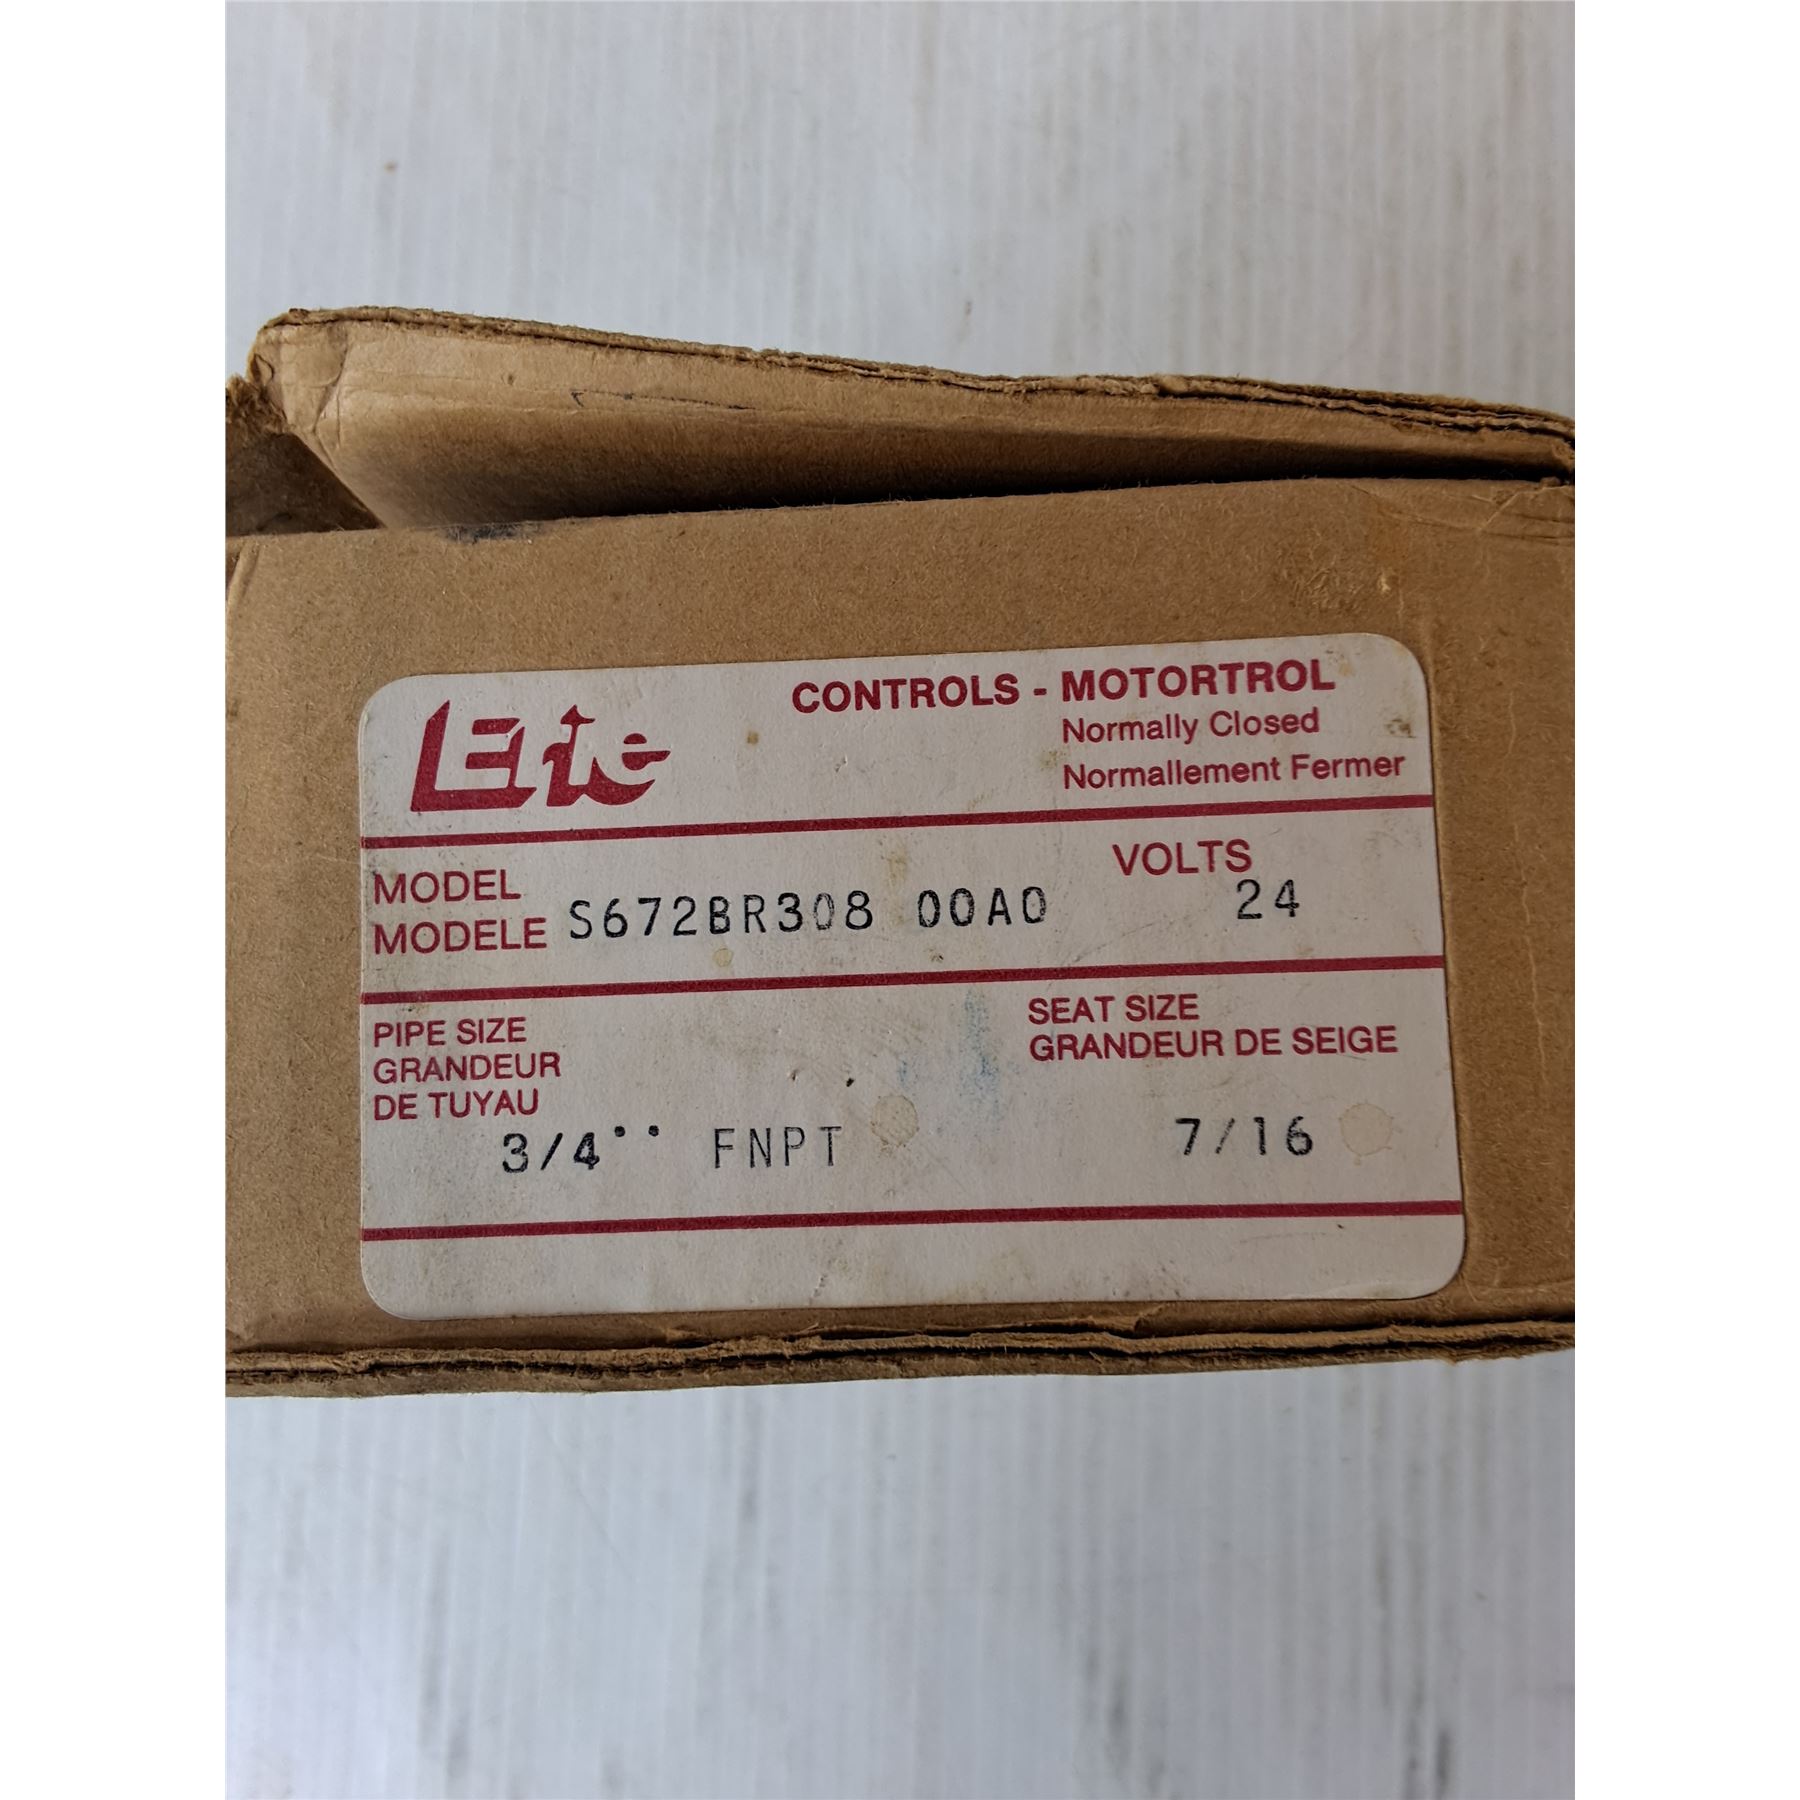 Erie
CONTROLS - MOTORTROL
Normally Closed
Normallement Fermer
MODEL
MODELE S672BR308 00A0
VOLTS
24
PIPE SIZE
GRANDEUR
DE TUYAU
3/4'' FNPT
SEAT SIZE
GRANDEUR DE SEIGE
7/16